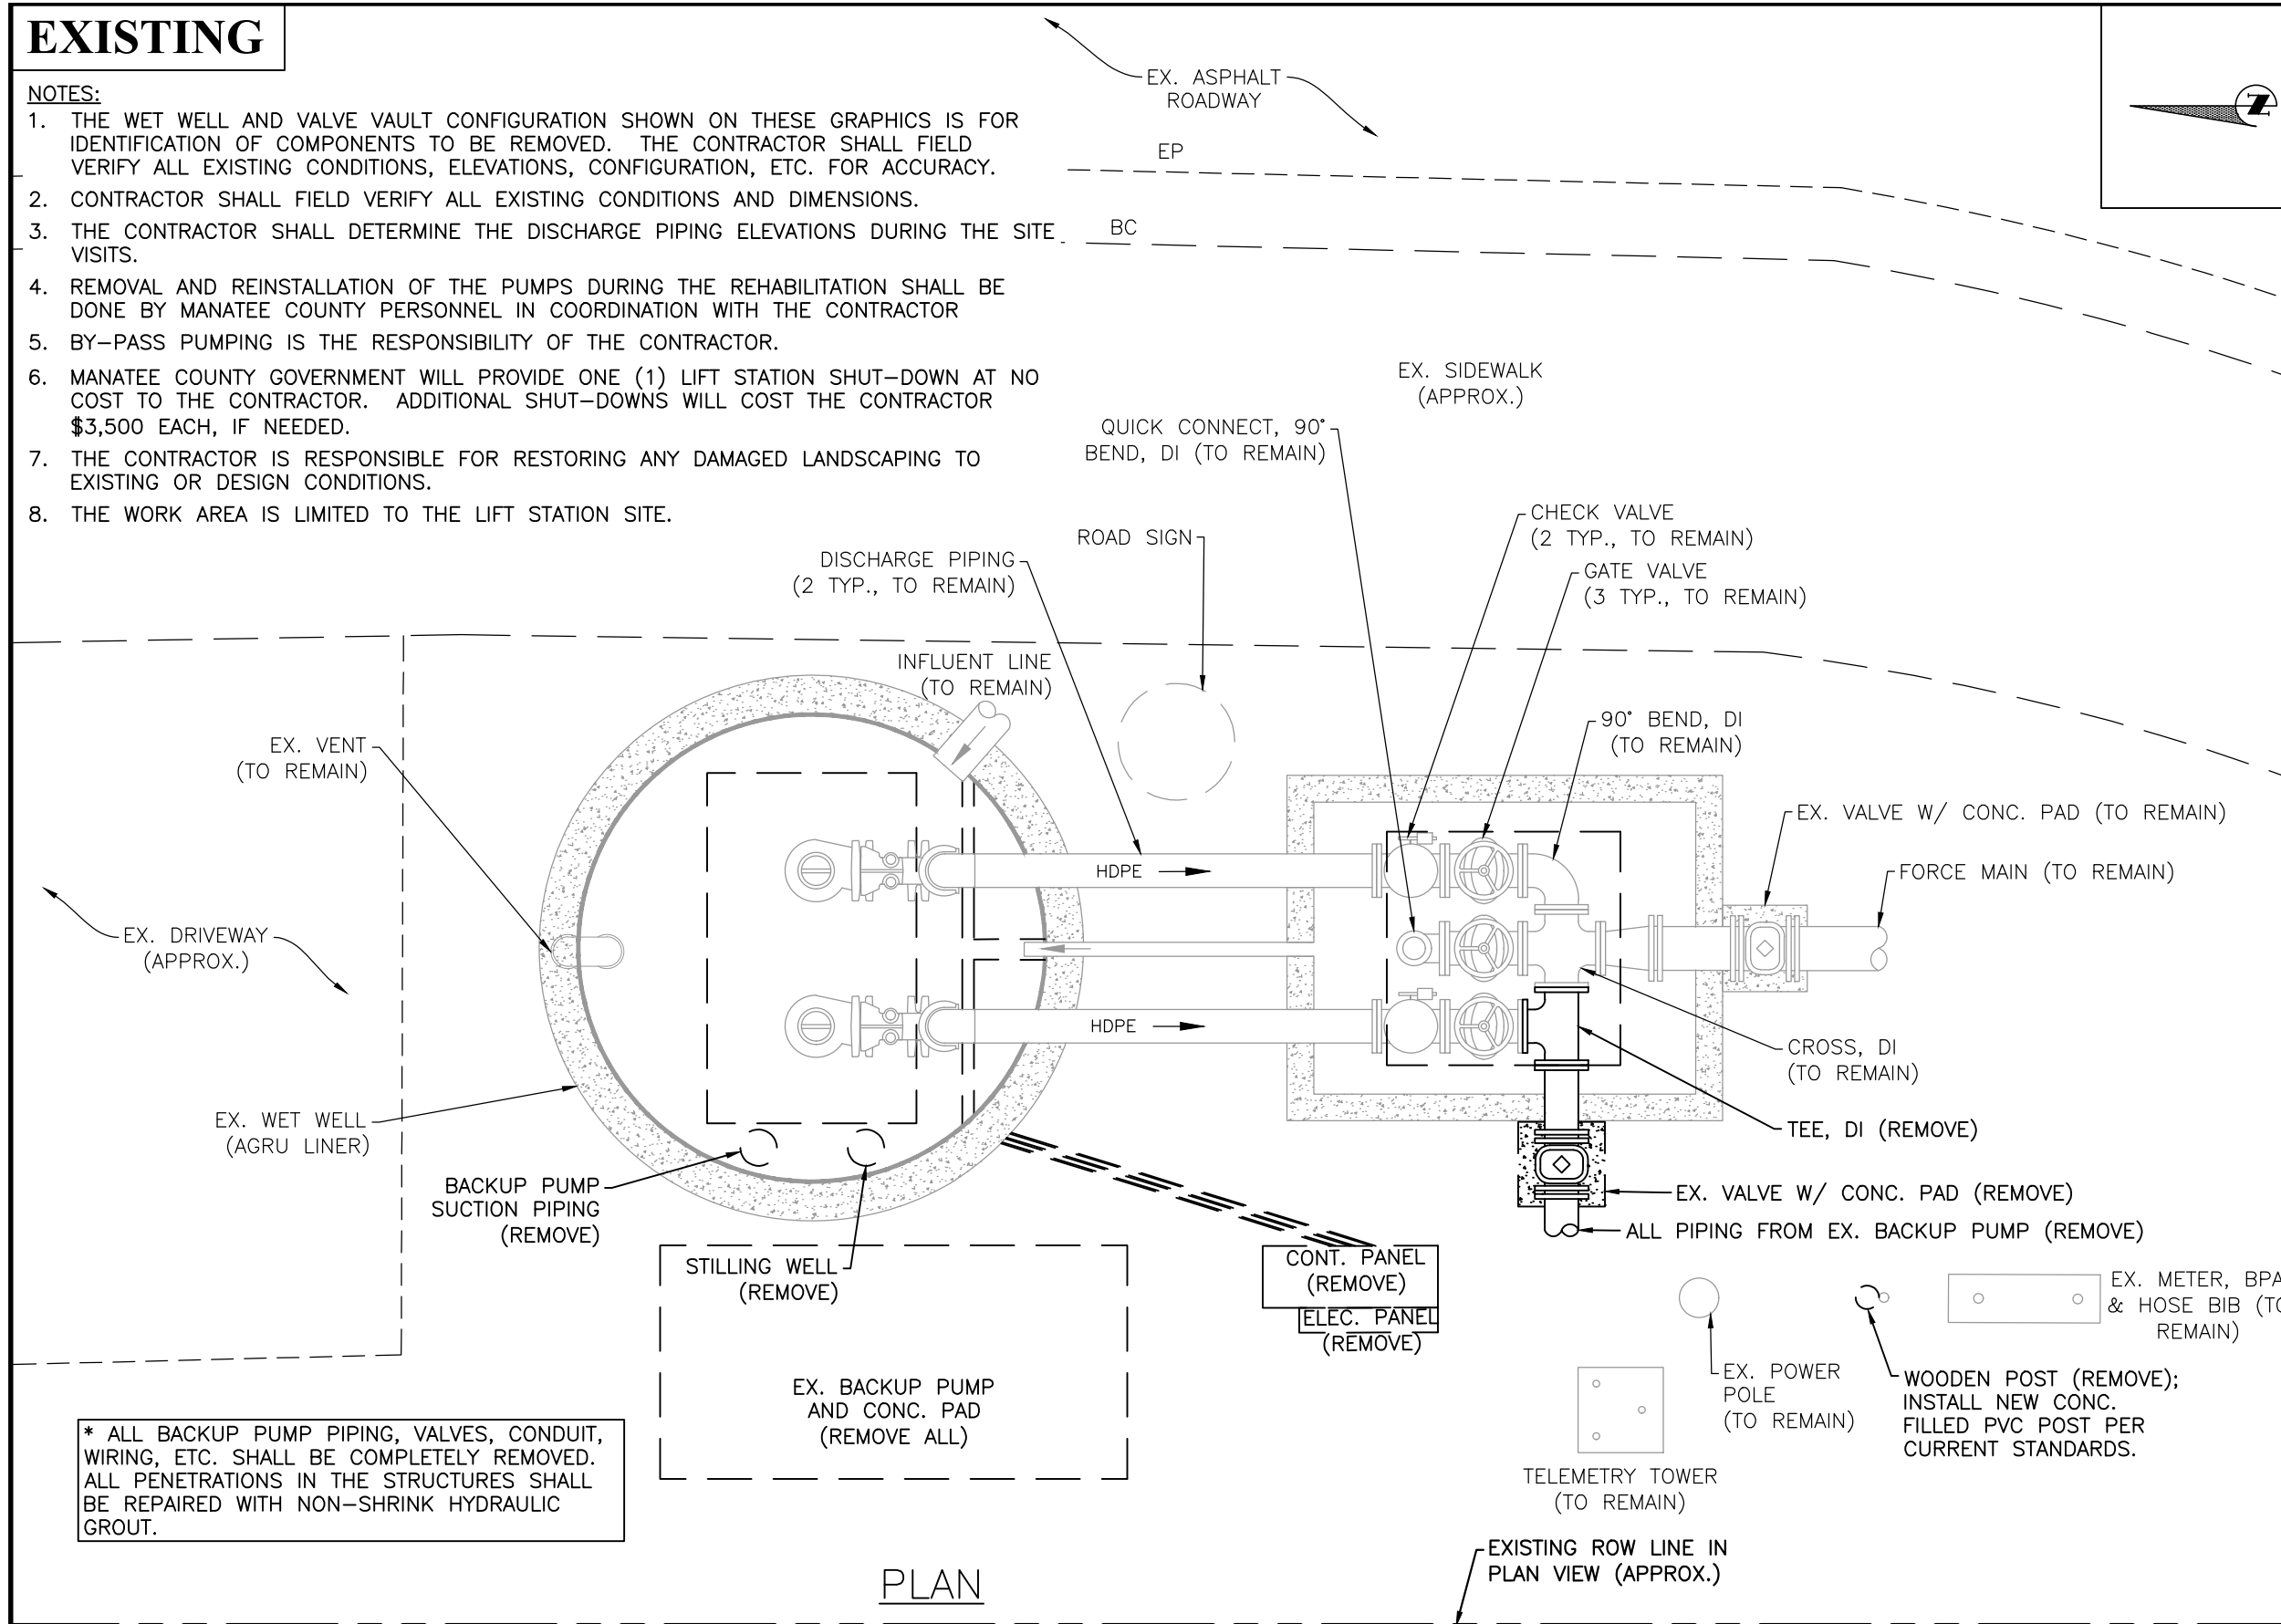 EXISTING
NOTES:
1. THE WET WELL AND VALVE VAULT CONFIGURATION SHOWN ON THESE GRAPHICS IS FOR
IDENTIFICATION OF COMPONENTS TO BE REMOVED. THE CONTRACTOR SHALL FIELD
VERIFY ALL EXISTING CONDITIONS, ELEVATIONS, CONFIGURATION, ETC. FOR ACCURACY.
2. CONTRACTOR SHALL FIELD VERIFY ALL EXISTING CONDITIONS AND DIMENSIONS.
3. THE CONTRACTOR SHALL DETERMINE THE DISCHARGE PIPING ELEVATIONS DURING THE SITE
VISITS.
4. REMOVAL AND REINSTALLATION OF THE PUMPS DURING THE REHABILITATION SHALL BE
DONE BY MANATEE COUNTY PERSONNEL IN COORDINATION WITH THE CONTRACTOR
5. BY-PASS PUMPING IS THE RESPONSIBILITY OF THE CONTRACTOR.
6. MANATEE COUNTY GOVERNMENT WILL PROVIDE ONE (1) LIFT STATION SHUT-DOWN AT NO
COST TO THE CONTRACTOR. ADDITIONAL SHUT-DOWNS WILL COST THE CONTRACTOR
$3,500 EACH, IF NEEDED.
7. THE CONTRACTOR IS RESPONSIBLE FOR RESTORING ANY DAMAGED LANDSCAPING TO
EXISTING OR DESIGN CONDITIONS.
8. THE WORK AREA IS LIMITED TO THE LIFT STATION SITE.
EX. ASPHALT
ROADWAY
N
EP
BC
EX. SIDEWALK
(APPROX.)
QUICK CONNECT, 90°
BEND, DI (TO REMAIN)
CHECK VALVE
(2 TYP., TO REMAIN)
ROAD SIGN
DISCHARGE PIPING
(2 TYP., TO REMAIN)
GATE VALVE
(3 TYP., TO REMAIN)
INFLUENT LINE
(TO REMAIN)
90° BEND, DI
(TO REMAIN)
EX. VENT
(TO REMAIN)
EX. VALVE W/ CONC. PAD (TO REMAIN)
HDPE
FORCE MAIN (TO REMAIN)
EX. DRIVEWAY
(APPROX.)
HDPE
CROSS, DI
(TO REMAIN)
EX. WET WELL
(AGRU LINER)
TEE, DI (REMOVE)
BACKUP PUMP
SUCTION PIPING
(REMOVE)
EX. VALVE W/ CONC. PAD (REMOVE)
ALL PIPING FROM EX. BACKUP PUMP (REMOVE)
STILLING WELL
(REMOVE)
CONT. PANEL
(REMOVE)
ELEC. PANEL
(REMOVE)
EX. METER, BPA
& HOSE BIB (TO
REMAIN)
EX. BACKUP PUMP
AND CONC. PAD
(REMOVE ALL)
EX. POWER
POLE
(TO REMAIN)
WOODEN POST (REMOVE);
INSTALL NEW CONC.
FILLED PVC POST PER
CURRENT STANDARDS.
* ALL BACKUP PUMP PIPING, VALVES, CONDUIT,
WIRING, ETC. SHALL BE COMPLETELY REMOVED.
ALL PENETRATIONS IN THE STRUCTURES SHALL
BE REPAIRED WITH NON-SHRINK HYDRAULIC
GROUT.
TELEMETRY TOWER
(TO REMAIN)
EXISTING ROW LINE IN
PLAN VIEW (APPROX.)
PLAN